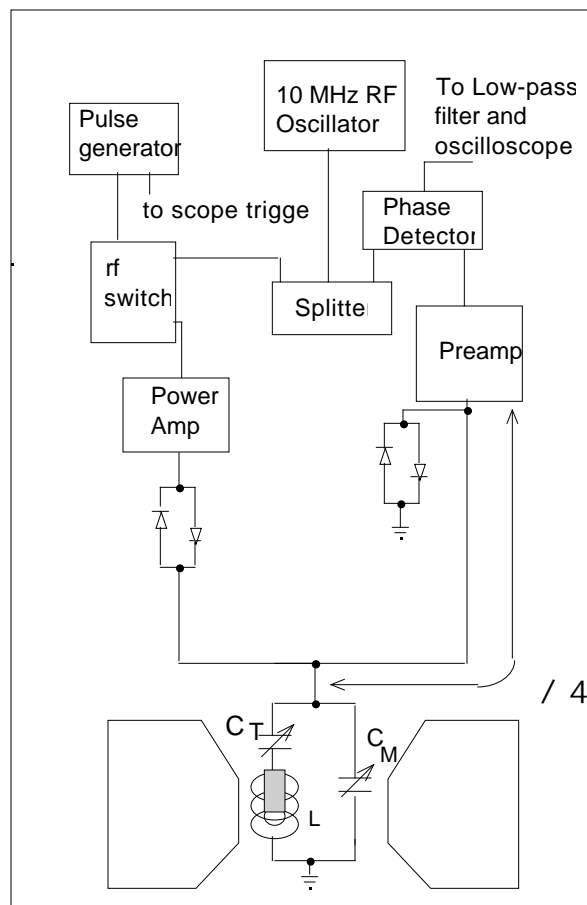 10 MHz RF
Oscillator
To Low-pass
filter and
oscilloscope
Pulse
generator
to scope trigge
Phase
Detector
rf
switch
Splitte
Preamp
Power
Amp
/ 4
C T
C M
L